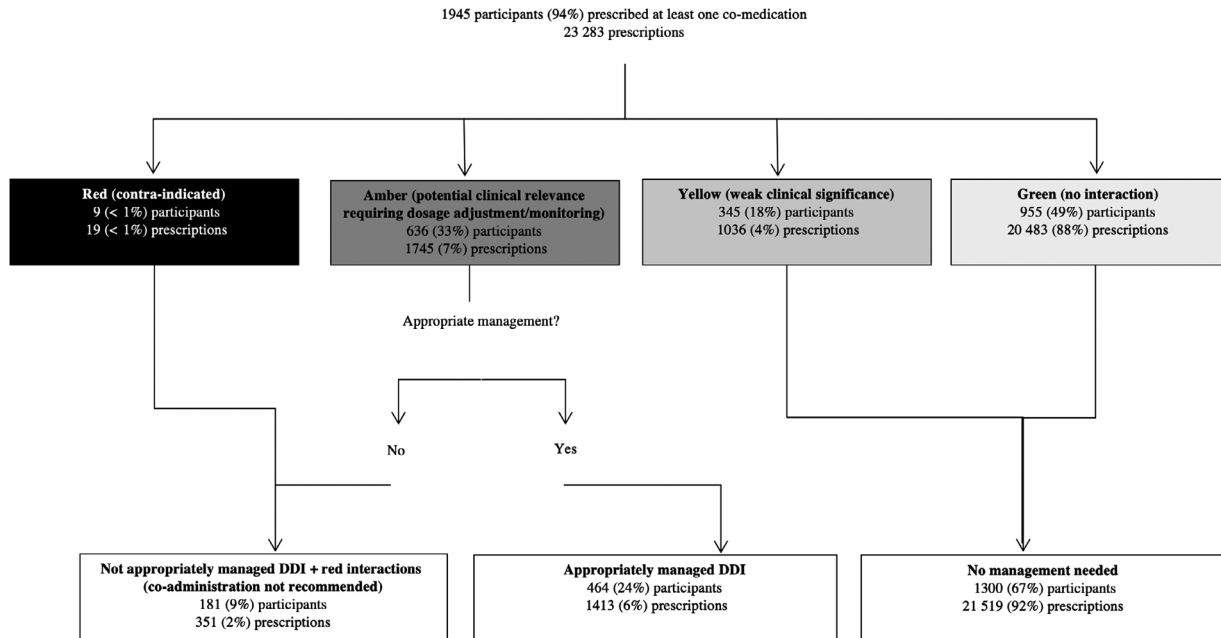 1945 participants (94%) prescribed at least one co-medication
23 283 prescriptions
Red (contra-indicated)
9 (< 1%) participants
19 (< 1%) prescriptions
Amber (potential clinical relevance
requiring dosage adjustment/monitoring)
636 (33%) participants
1745 (7%) prescriptions
Yellow (weak clinical significance)
345 (18%) participants
1036 (4%) prescriptions
Green (no interaction)
955 (49%) participants
20 483 (88%) prescriptions
Appropriate management?
No
Yes
Not appropriately managed DDI + red interactions
(co-administration not recommended)
181 (9%) participants
351 (2%) prescriptions
Appropriately managed DDI
464 (24%) participants
1413 (6%) prescriptions
No management needed
1300 (67%) participants
21 519 (92%) prescriptions